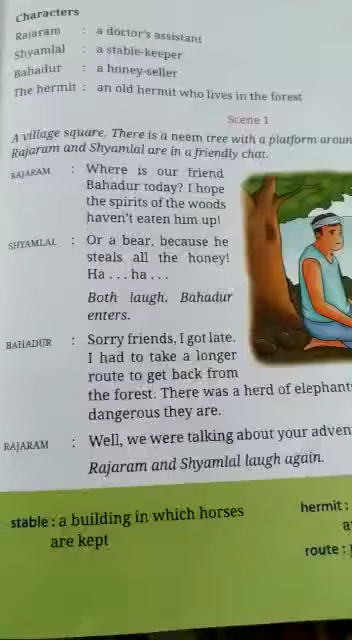 Characters
Rajaram : a doctor's assistant
Shyamlal : a stable-keeper
Bahadur : a honey-seller
The hermit : an old hermit who lives in the forest
Scene 1
A village square. There is a neem tree with a platform
Rajaram and Shyamlal are in a friendly chat.
RAJARAM : Where is our friend
Bahadur today? I hope
the spirits of the woods
haven't eaten him up!
SHYAMLAL : Or a bear, because he
steals all the honey!
Ha . . . ha . . .
Both laugh. Bahadur
enters.
BAHADUR : Sorry friends, I got late.
I had to take a longer
route to get back from
the forest. There was a herd of elephant
dangerous they are.
RAJARAM : Well, we were talking about your
Rajaram and Shyamlal laugh again.
stable : a building in which horses
are kept
hermit :
route :